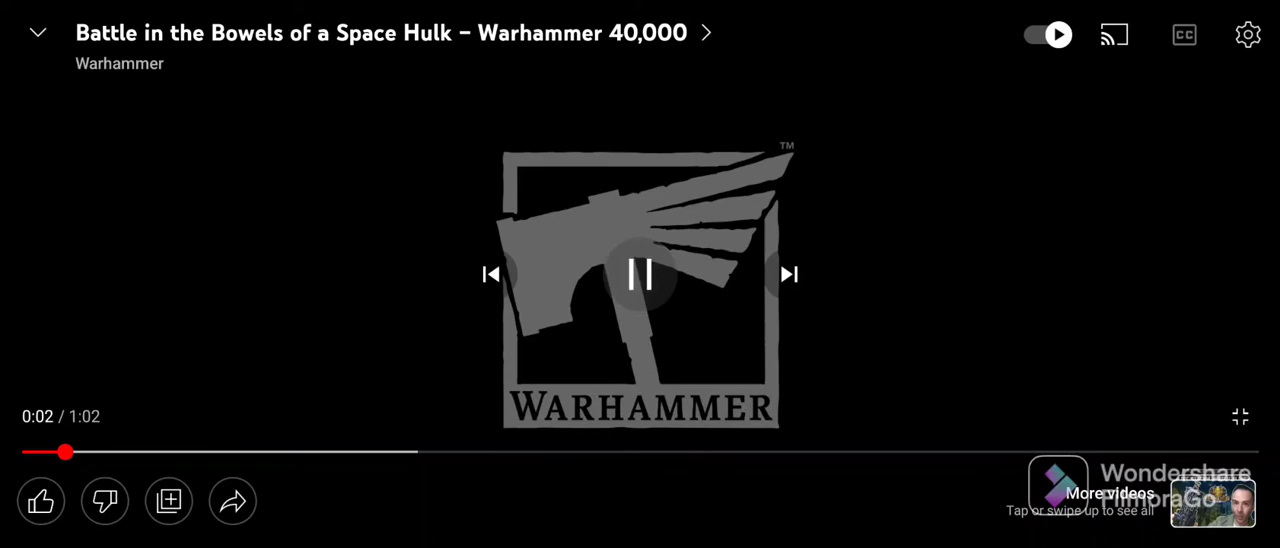 Battle in the Bowels of a Space Hulk – Warhammer 40,000
Warhammer
CC
TM
WARHAMMER
0:02 / 1:02
Wondershare
FilmoraGo
More videos
Tap or swipe up to see all